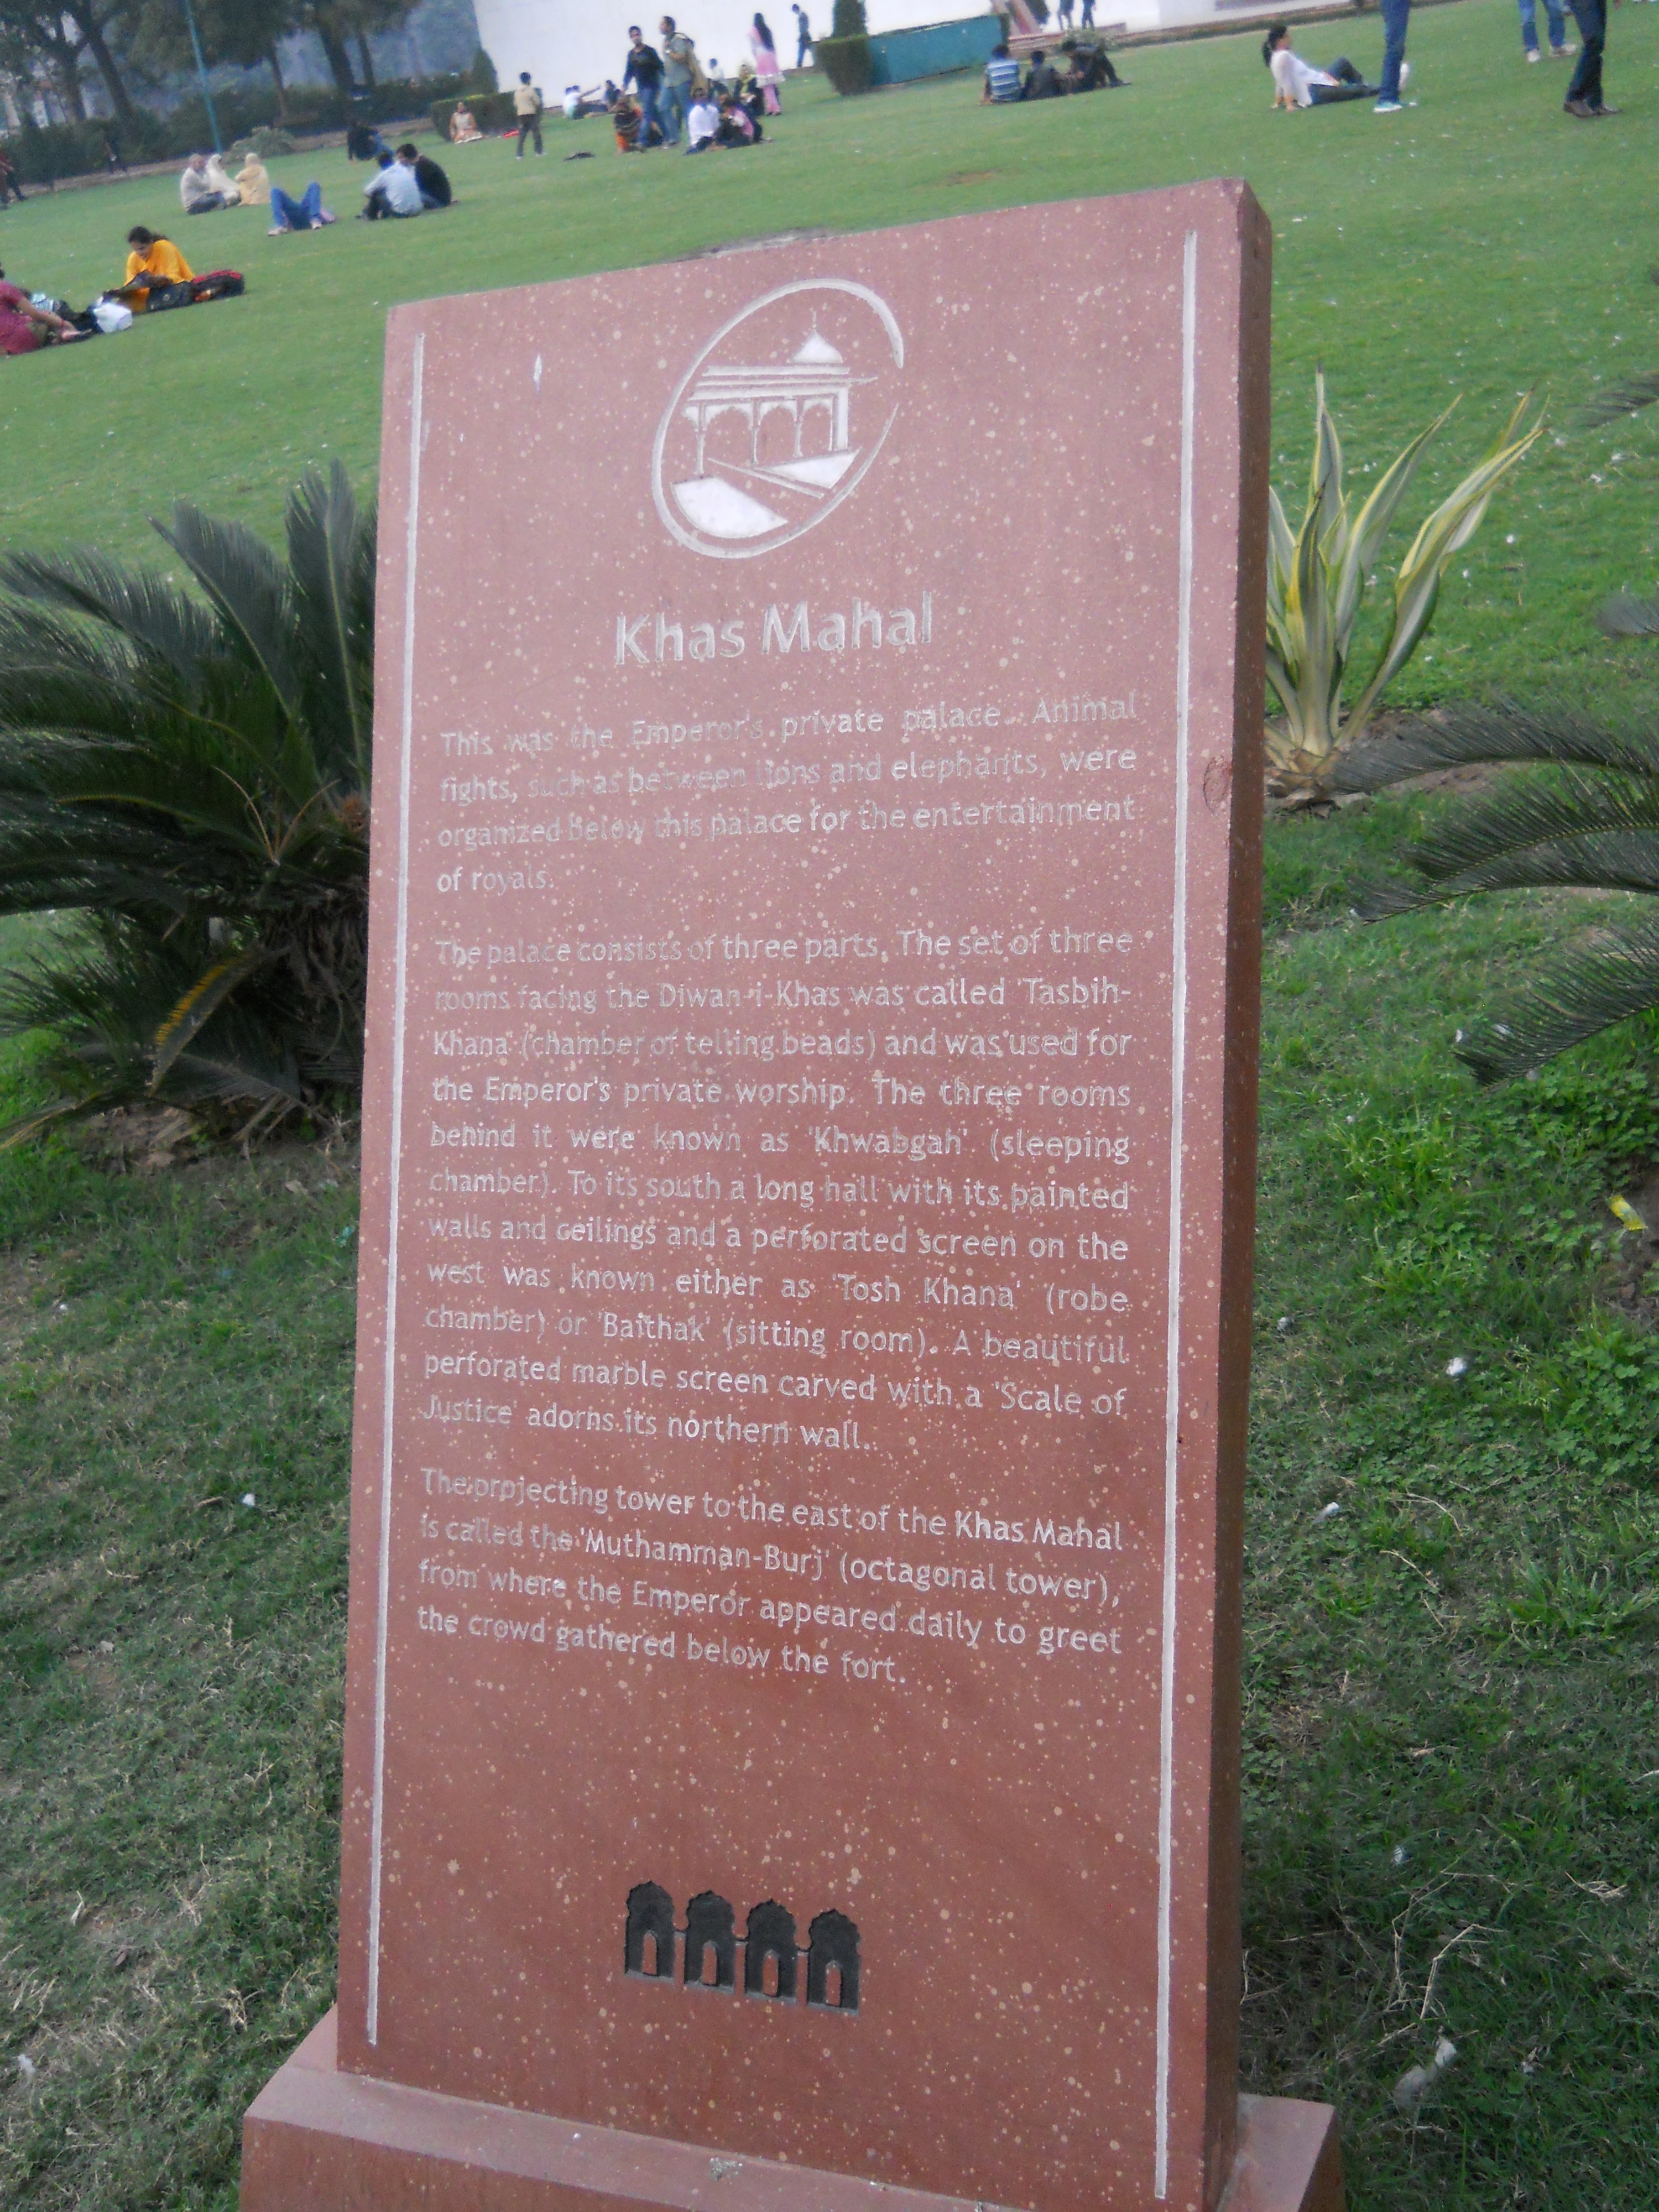 Khas Mahal
This was the Emperor's private palace. Animal
fights, such as between lions and elephants, were
organized below this palace for the entertainment
of royals.
The palace consists of three parts. The set of three
rooms facing the Diwan-i-Khas was called 'Tasbih-
Khana' (chamber of telling beads) and was used for
the Emperor's private worship. The three rooms
behind it were known as 'Khwabgah' (sleeping
chamber). To its south a long hall with its painted
walls and ceilings and a perforated screen on the
west was known either as 'Tosh Khana' (robe
chamber) or 'Baithak' (sitting room). A beautiful
perforated marble screen carved with a 'Scale of
Justice' adorns its northern wall.
The projecting tower to the east of the Khas Mahal
is called the 'Muthamman-Burj' (octagonal tower),
from where the Emperor appeared daily to greet
the crowd gathered below the fort.